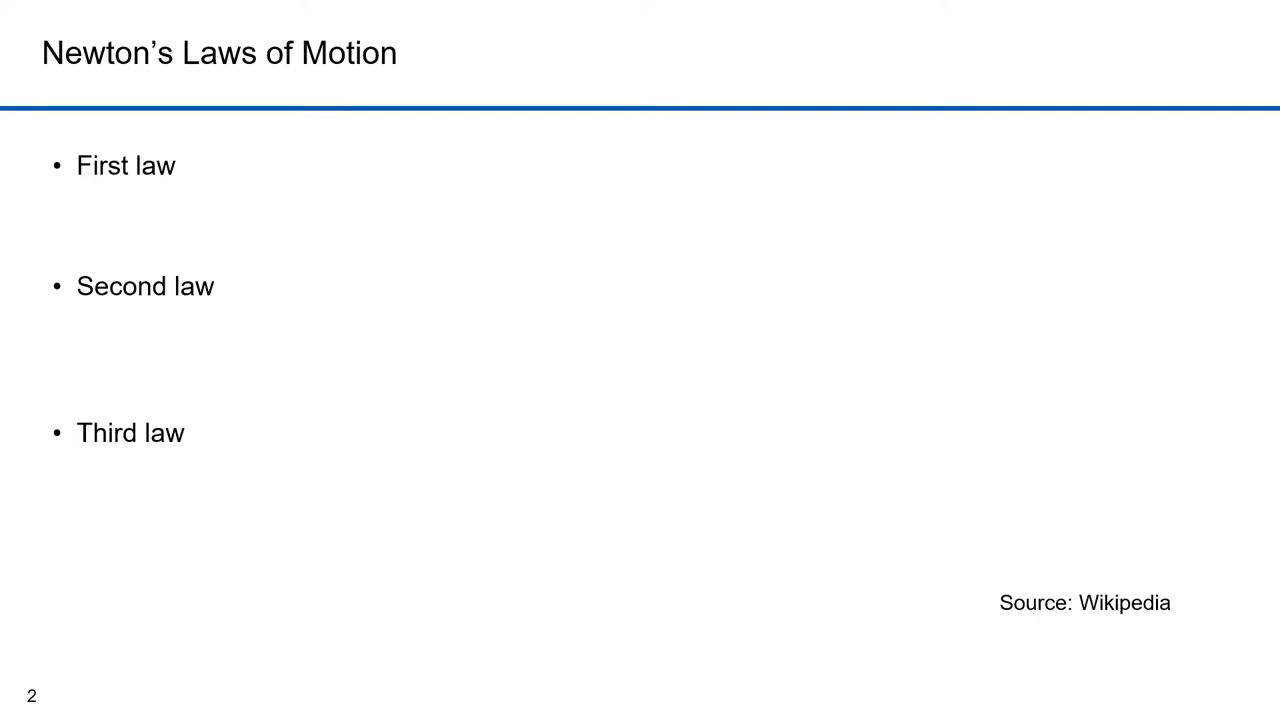 Newton’s Laws of Motion
• First law
• Second law
• Third law
Source: Wikipedia
2